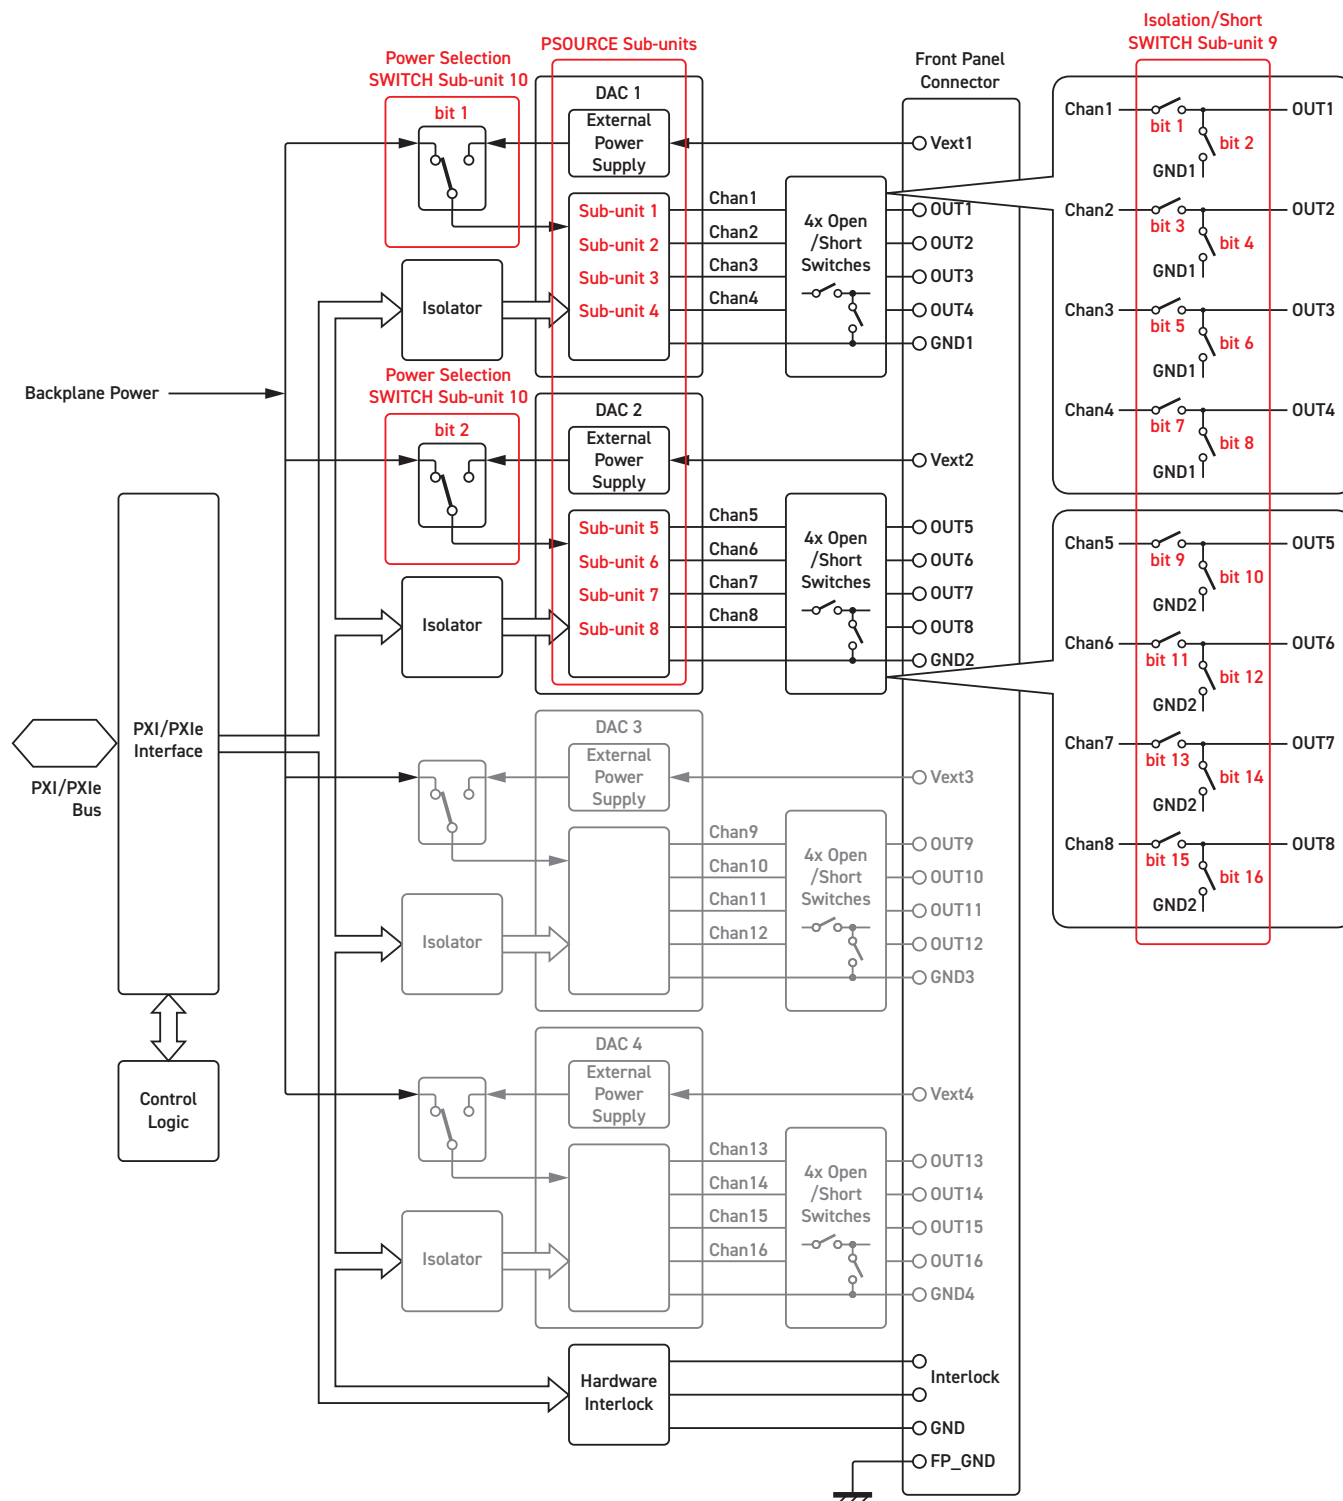 Isolation/Short
SWITCH Sub-unit 9
PSOURCE Sub-units
Power Selection
SWITCH Sub-unit 10
bit 1
Front Panel
Connector
DAC 1
External
Power
Supply
Vext1
Sub-unit 1
Sub-unit 2
Sub-unit 3
Sub-unit 4
Chan1
Chan2
Chan3
Chan4
4x Open
/Short
Switches
OUT1
OUT2
OUT3
OUT4
GND1
Isolator
Backplane Power
Power Selection
SWITCH Sub-unit 10
bit 2
DAC 2
External
Power
Supply
Vext2
Sub-unit 5
Sub-unit 6
Sub-unit 7
Sub-unit 8
Chan5
Chan6
Chan7
Chan8
4x Open
/Short
Switches
OUT5
OUT6
OUT7
OUT8
GND2
Isolator
PXI/PXIe
Interface
PXI/PXIe
Bus
Control
Logic
DAC 3
External
Power
Supply
Vext3
Chan9
Chan10
Chan11
Chan12
4x Open
/Short
Switches
OUT9
OUT10
OUT11
OUT12
GND3
Isolator
DAC 4
External
Power
Supply
Vext4
Chan13
Chan14
Chan15
Chan16
4x Open
/Short
Switches
OUT13
OUT14
OUT15
OUT16
GND4
Isolator
Hardware
Interlock
Interlock
GND
FP_GND
Chan1
bit 1
bit 2
GND1
OUT1
Chan2
bit 3
bit 4
GND1
OUT2
Chan3
bit 5
bit 6
GND1
OUT3
Chan4
bit 7
bit 8
GND1
OUT4
Chan5
bit 9
bit 10
GND2
OUT5
Chan6
bit 11
bit 12
GND2
OUT6
Chan7
bit 13
bit 14
GND2
OUT7
Chan8
bit 15
bit 16
GND2
OUT8